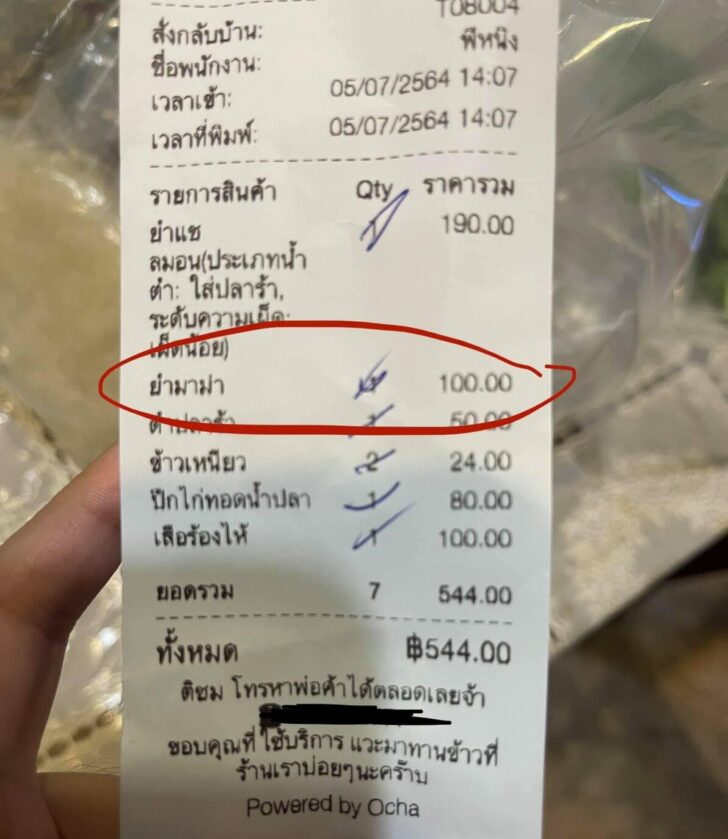 T08004
สั่งกลับบ้าน:
พี่หนิง
ชื่อพนักงาน:
เวลาเข้า: 05/07/2564 14:07
เวลาที่พิมพ์: 05/07/2564 14:07
รายการสินค้า Qty ราคารวม
ยำแซ 1 190.00
ลมอน(ประเภทน้ำ
ตำ: ใส่ปลาร้า,
ระดับความเผ็ด:
เผ็ดน้อย)
ยำมาม่า 1 100.00
ตำปลาร้า 1 50.00
ข้าวเหนียว 2 24.00
ปีกไก่ทอดน้ำปลา 1 80.00
เสือร้องไห้ 1 100.00
ยอดรวม 7 544.00
ทั้งหมด ฿544.00
ติชม โทรหาพ่อค้าได้ตลอดเลยจ้า
ขอบคุณที่ ใช้บริการ แวะมาทานข้าวที่
ร้านเราบ่อยๆนะคร๊าบ
Powered by Ocha